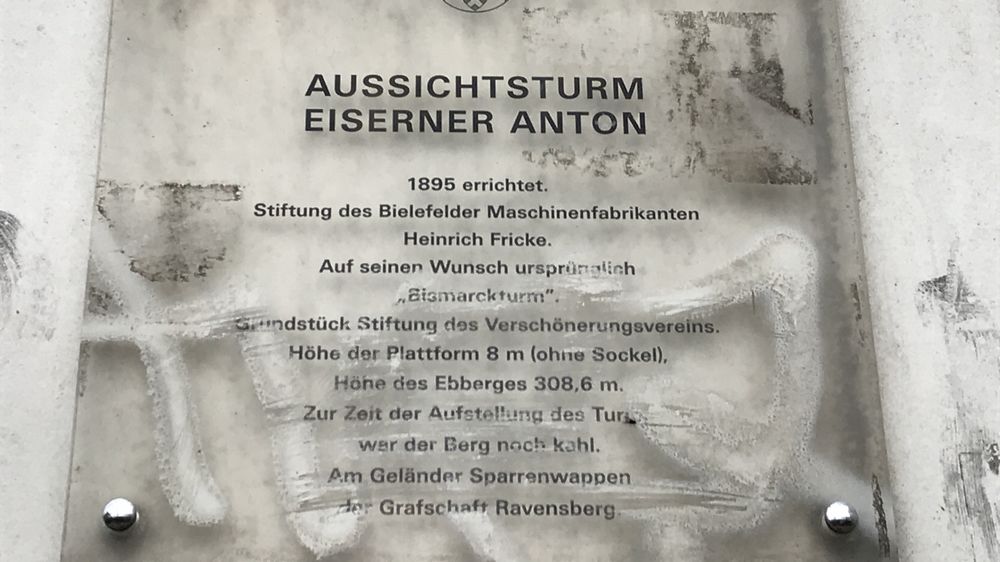 AUSSICHTSTURM
EISERNER ANTON
1895 errichtet.
Stiftung des Bielefelder Maschinenfabrikanten
Heinrich Fricke.
Auf seinen Wunsch ursprünglich
„Bismarckturm”.
Grundstück Stiftung des Verschönerungsvereins.
Höhe der Plattform 8 m (ohne Sockel),
Höhe des Ebberges 308,6 m.
Zur Zeit der Aufstellung des
war der Berg noch kahl.
Am Geländer Sparrenwappen
der Grafschaft Ravensberg.